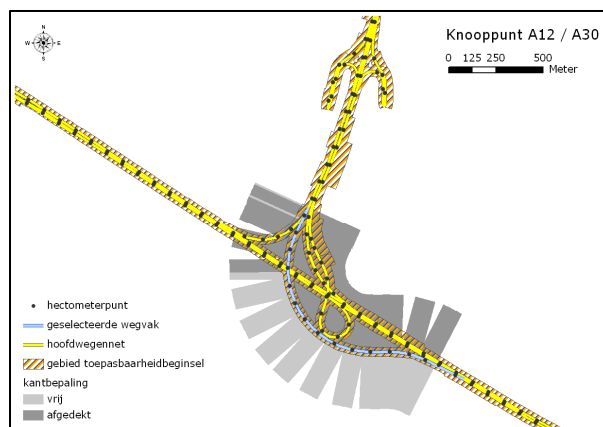 Knooppunt A12 / A30
N
W E
S
0 125 250 500
Meter
hectometerpunt
geselecteerde wegvak
hoofdwegennet
gebied toepasbaarheidbeginsel
kantbepaling
vrij
afgedekt